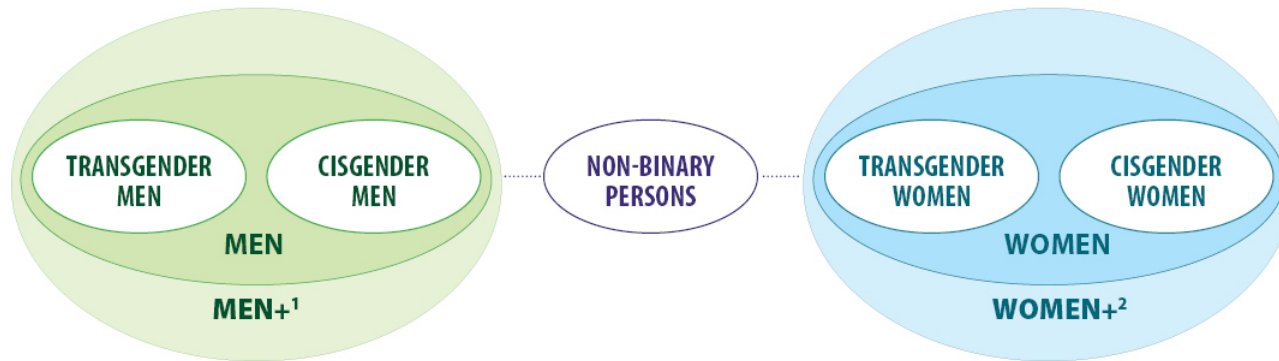 TRANSGENDER
MEN
CISGENDER
MEN
MEN
MEN+¹
NON-BINARY
PERSONS
TRANSGENDER
WOMEN
CISGENDER
WOMEN
WOMEN
WOMEN+²